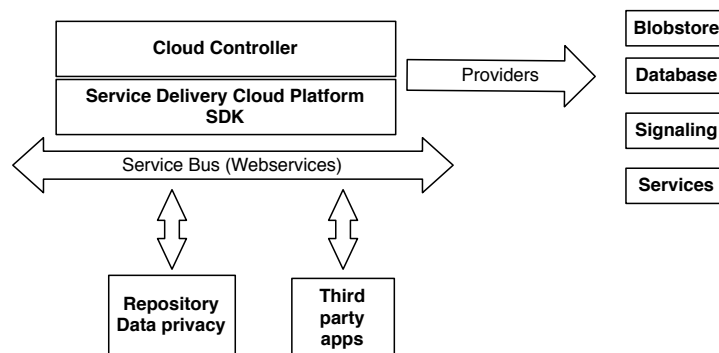 Cloud Controller
Service Delivery Cloud Platform
SDK
Service Bus (Webservices)
Providers
Blobstore
Database
Signaling
Services
Repository
Data privacy
Third
party
apps